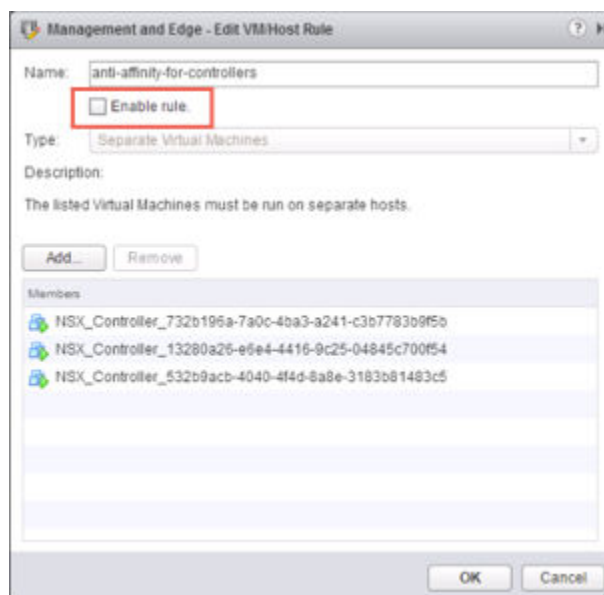 Management and Edge - Edit VM/Host Rule
Name: anti-affinity-for-controllers
Enable rule.
Type: Separate Virtual Machines
Description:
The listed Virtual Machines must be run on separate hosts.
Add... Remove
Members
NSX_Controller_732b196a-7a0c-4ba3-a241-c3b7783b9f5b
NSX_Controller_13280a26-e6e4-4416-9c25-04845c700f54
NSX_Controller_532b9acb-4040-4f4d-8a8e-3183b81483c5
OK Cancel